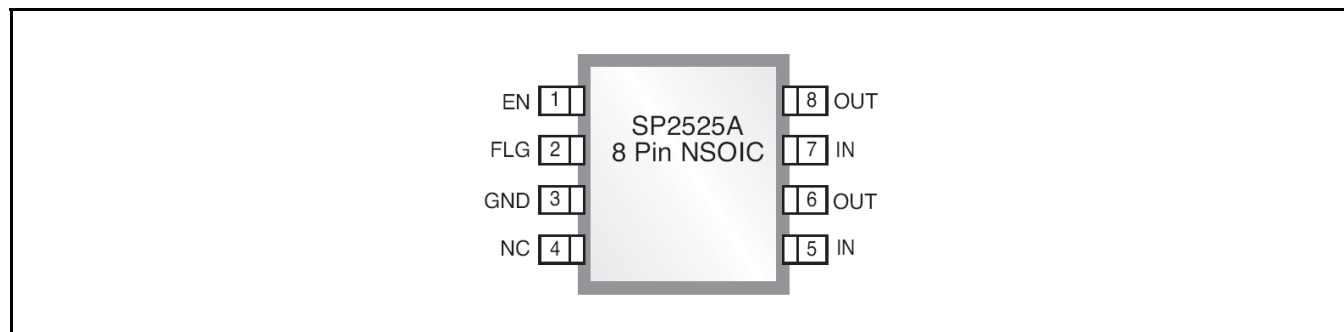 EN 1
FLG 2
GND 3
NC 4
SP2525A
8 Pin NSOIC
8 OUT
7 IN
6 OUT
5 IN